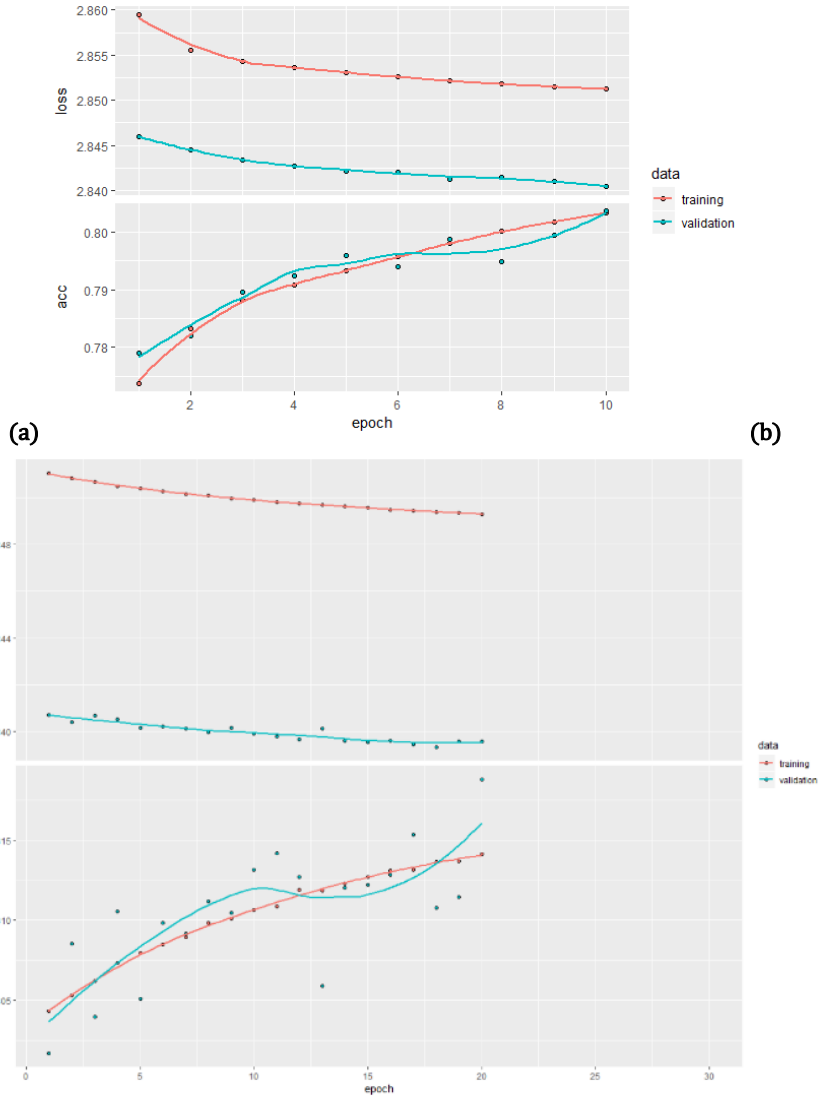 2.860
2.855
2.850
2.845
2.840
loss
0.80
0.79
0.78
acc
2 4 6 8 10
epoch
data
training
validation
(a) (b)
48
44
40
15
10
05
0 5 10 15 20 25 30
epoch
data
training
validation